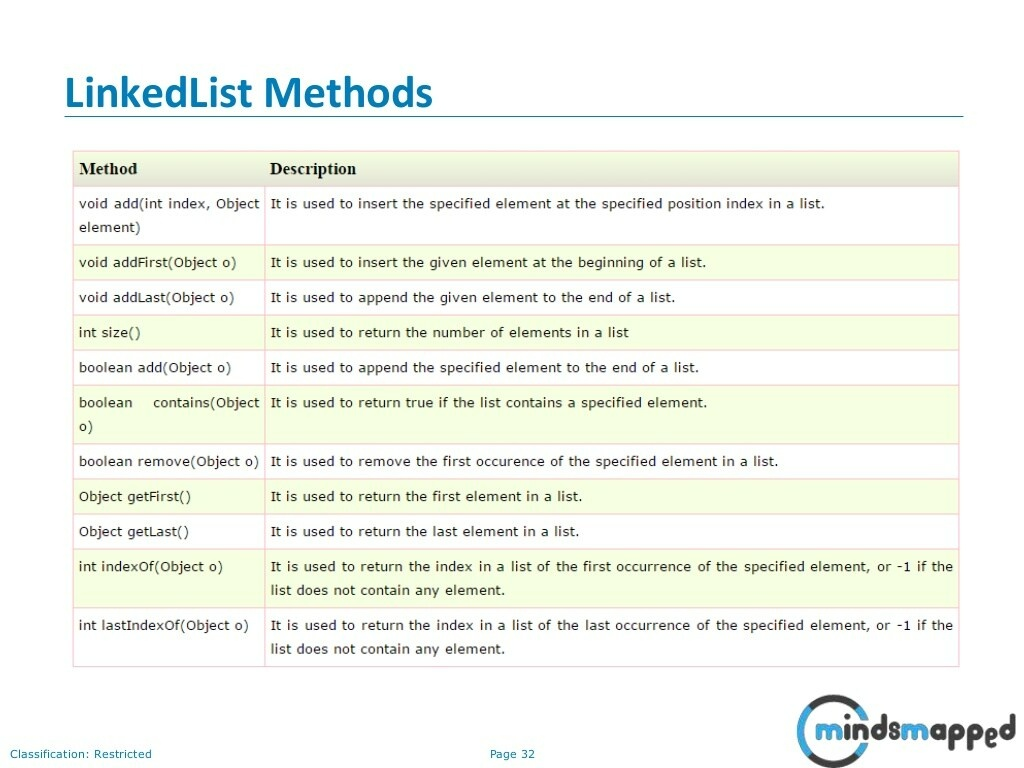 LinkedList Methods
Method Description
void add(int index, Object element) It is used to insert the specified element at the specified position index in a list.
void addFirst(Object o) It is used to insert the given element at the beginning of a list.
void addLast(Object o) It is used to append the given element to the end of a list.
int size() It is used to return the number of elements in a list
boolean add(Object o) It is used to append the specified element to the end of a list.
boolean contains(Object o) It is used to return true if the list contains a specified element.
boolean remove(Object o) It is used to remove the first occurence of the specified element in a list.
Object getFirst() It is used to return the first element in a list.
Object getLast() It is used to return the last element in a list.
int indexOf(Object o) It is used to return the index in a list of the first occurrence of the specified element, or -1 if the
list does not contain any element.
int lastIndexOf(Object o) It is used to return the index in a list of the last occurrence of the specified element, or -1 if the
list does not contain any element.
mindsmapped
Classification: Restricted Page 32